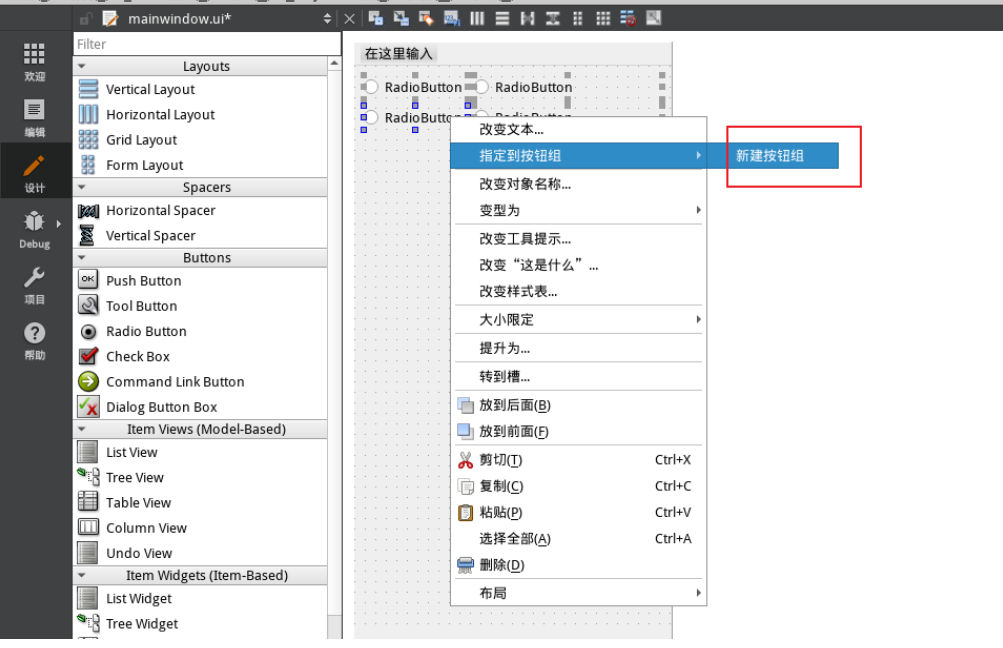 mainwindow.ui*
欢迎
编辑
设计
Debug
项目
帮助
Filter
Layouts
Vertical Layout
Horizontal Layout
Grid Layout
Form Layout
Spacers
Horizontal Spacer
Vertical Spacer
Buttons
OK
Push Button
Tool Button
Radio Button
Check Box
Command Link Button
Dialog Button Box
Item Views (Model-Based)
List View
Tree View
Table View
Column View
Undo View
Item Widgets (Item-Based)
List Widget
Tree Widget
在这里输入
RadioButton RadioButton
RadioButton RadioButton
改变文本...
指定到按钮组
新建按钮组
改变对象名称...
变型为
改变工具提示...
改变“这是什么” ...
改变样式表...
大小限定
提升为...
转到槽...
放到后面(B)
放到前面(F)
剪切(T) Ctrl+X
复制(C) Ctrl+C
粘贴(P) Ctrl+V
选择全部(A) Ctrl+A
删除(D)
布局